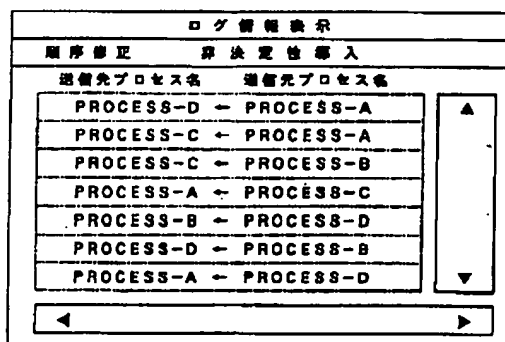 ログ情報表示
順序修正 非決定性導入
送信先プロセス名 送信元プロセス名
PROCESS-D ← PROCESS-A
PROCESS-C ← PROCESS-A
PROCESS-C ← PROCESS-B
PROCESS-A ← PROCESS-C
PROCESS-B ← PROCESS-D
PROCESS-D ← PROCESS-B
PROCESS-A ← PROCESS-D